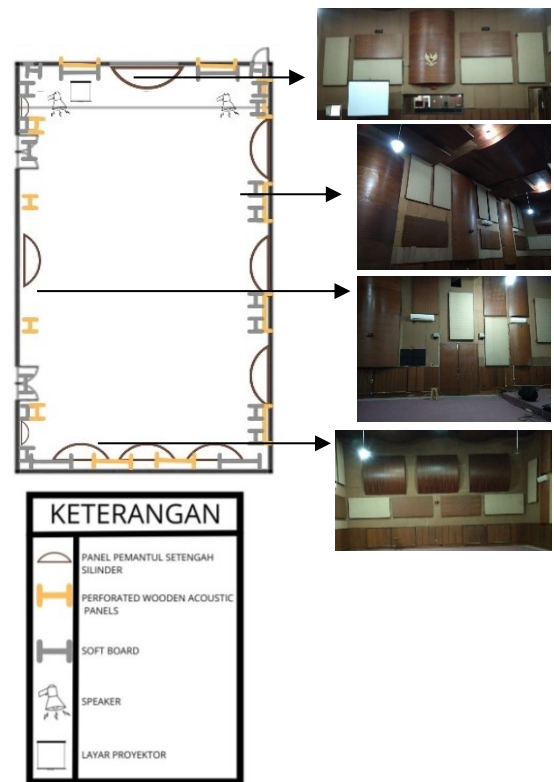 KETERANGAN
PANEL PEMANTUL SETENGAH
SILINDER
PERFORATED WOODEN ACOUSTIC
PANELS
SOFT BOARD
SPEAKER
LAYAR PROYEKTOR